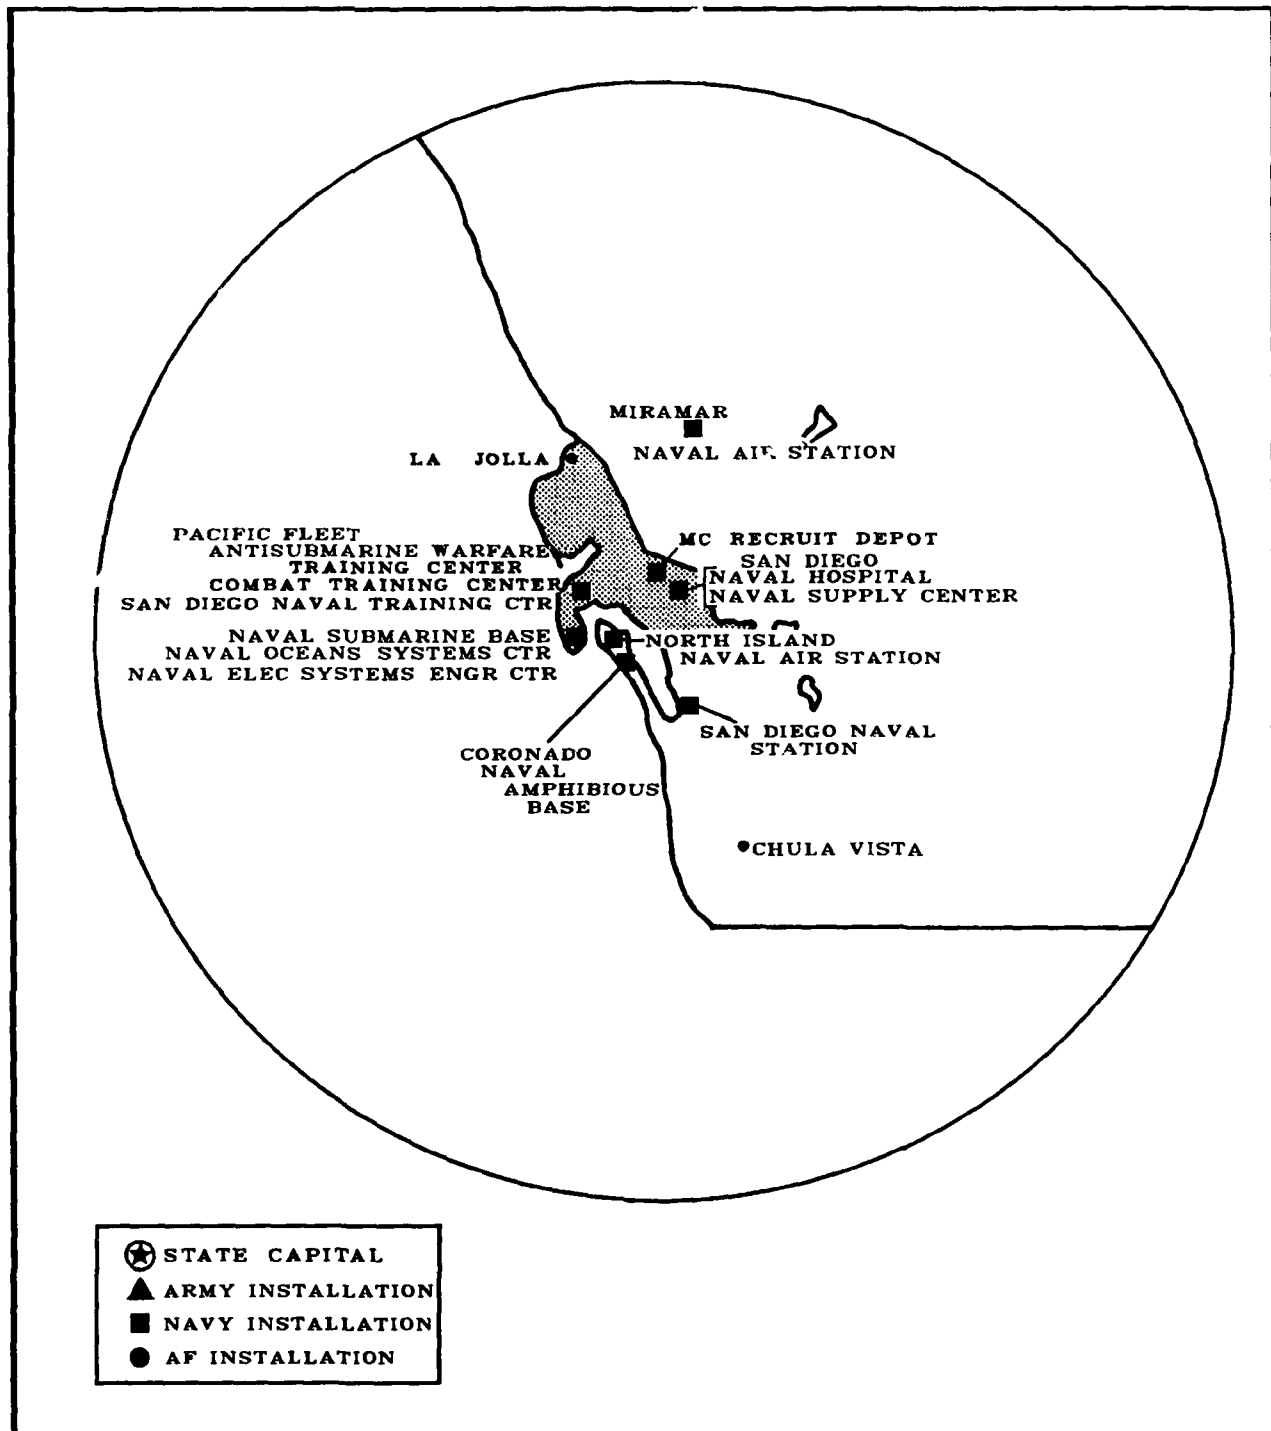 MIRAMAR
NAVAL AIR STATION
LA JOLLA
PACIFIC FLEET
ANTISUBMARINE WARFARE
TRAINING CENTER
COMBAT TRAINING CENTER
SAN DIEGO NAVAL TRAINING CTR
MC RECRUIT DEPOT
SAN DIEGO
NAVAL HOSPITAL
NAVAL SUPPLY CENTER
NAVAL SUBMARINE BASE
NAVAL OCEANS SYSTEMS CTR
NAVAL ELEC SYSTEMS ENGR CTR
NORTH ISLAND
NAVAL AIR STATION
SAN DIEGO NAVAL
STATION
CORONADO
NAVAL
AMPHIBIOUS
BASE
CHULA VISTA
STATE CAPITAL
ARMY INSTALLATION
NAVY INSTALLATION
AF INSTALLATION